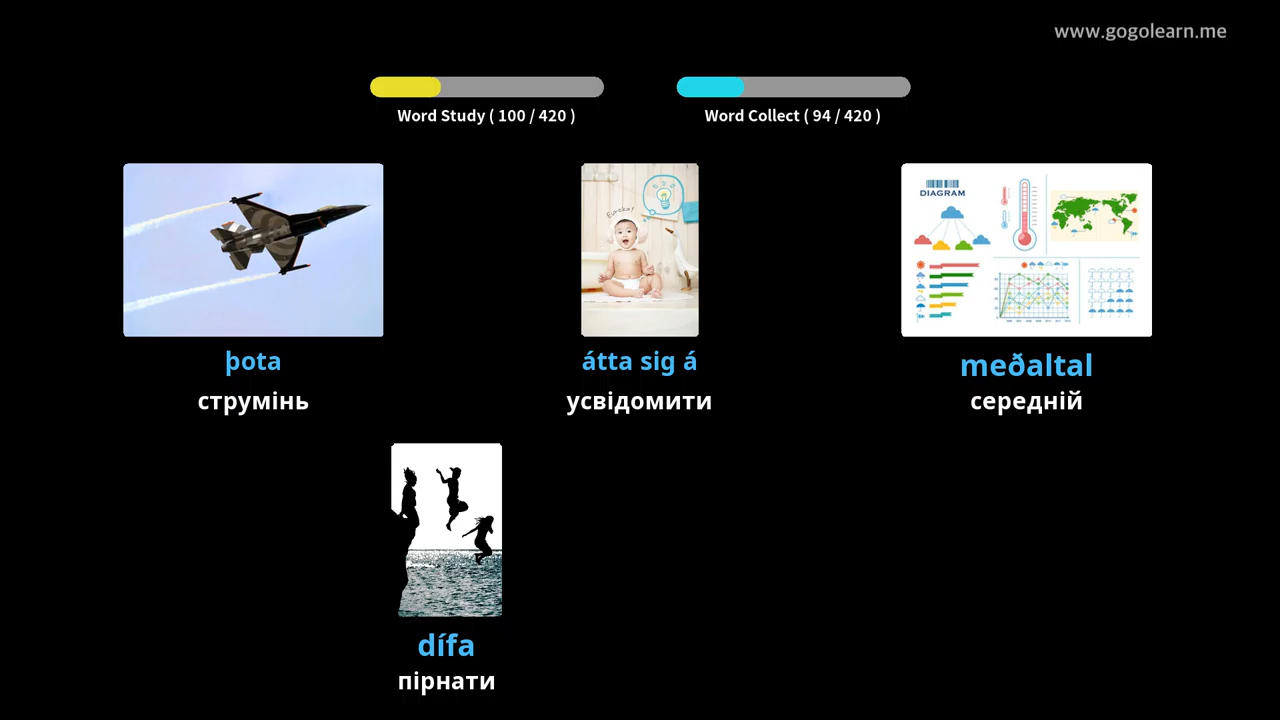 www.gogolearn.me
Word Study ( 100 / 420 )
Word Collect ( 94 / 420 )
Eureka!
DIAGRAM
þota
átta sig á
meðaltal
струмінь
усвідомити
середній
dífa
пірнати